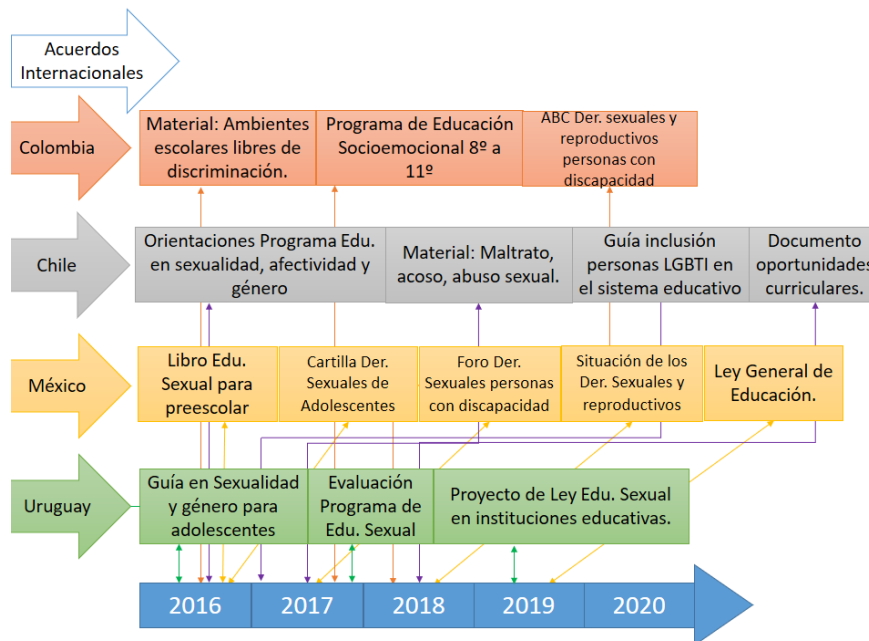 Acuerdos
Internacionales
Colombia
Material: Ambientes
escolares libres de
discriminación.
Programa de Educación
Socioemocional 8º a
11º
ABC Der. sexuales y
reproductivos
personas con
discapacidad
Chile
Orientaciones Programa Edu.
en sexualidad, afectividad y
género
Material: Maltrato,
acoso, abuso sexual.
Guía inclusión
personas LGBTI en
el sistema educativo
Documento
oportunidades
curriculares.
México
Libro Edu.
Sexual para
preescolar
Cartilla Der.
Sexuales de
Adolescentes
Foro Der.
Sexuales personas
con discapacidad
Situación de los
Der. Sexuales y
reproductivos
Ley General de
Educación.
Uruguay
Guía en Sexualidad
y género para
adolescentes
Evaluación
Programa de
Edu. Sexual
Proyecto de Ley Edu. Sexual
en instituciones educativas.
2016
2017
2018
2019
2020